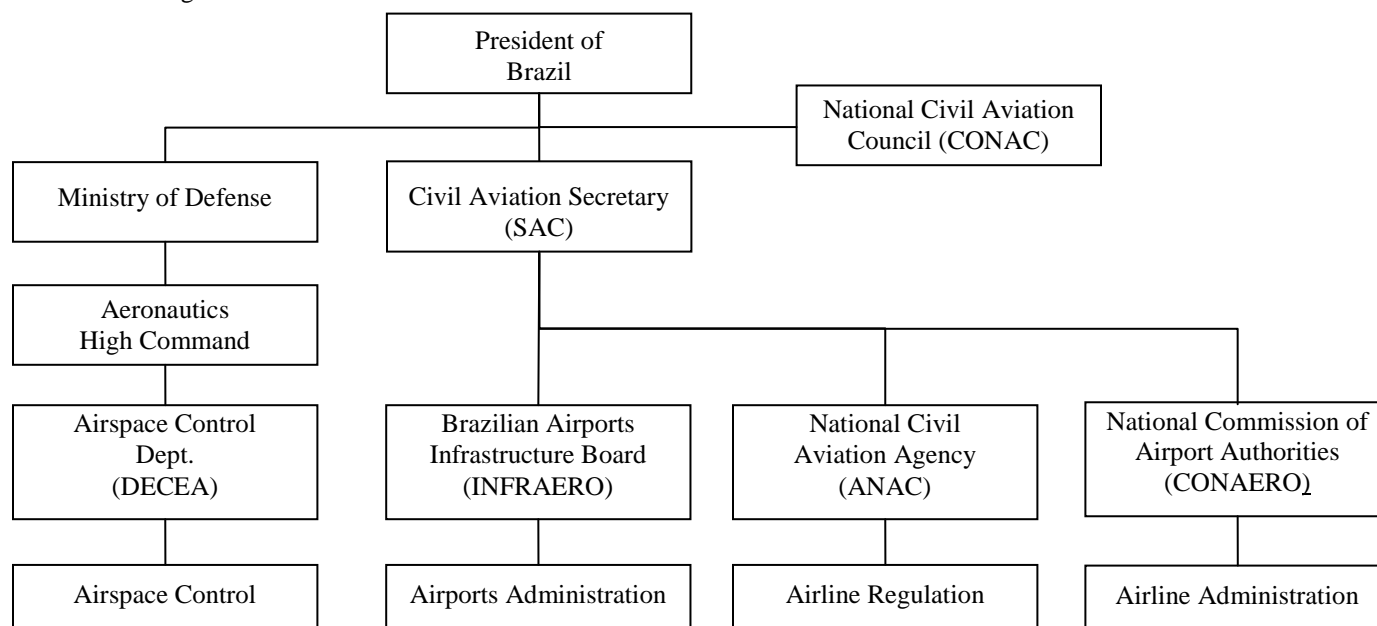 President of
Brazil
National Civil Aviation
Council (CONAC)
Ministry of Defense
Civil Aviation Secretary
(SAC)
Aeronautics
High Command
Airspace Control
Dept.
(DECEA)
Brazilian Airports
Infrastructure Board
(INFRAERO)
National Civil
Aviation Agency
(ANAC)
National Commission of
Airport Authorities
(CONAERO)
Airspace Control
Airports Administration
Airline Regulation
Airline Administration